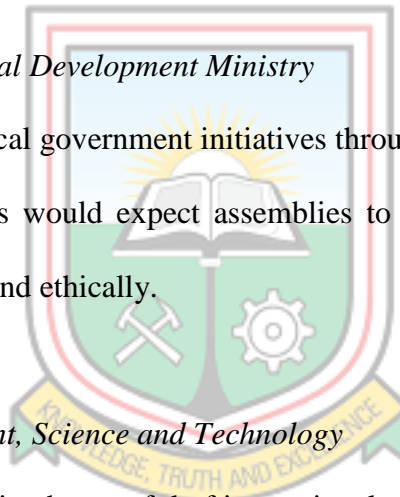 al Development Ministry
cal government initiatives throu
s would expect assemblies to
nd ethically.
nt, Science and Technology
KNOWLEDGE, TRUTH AND EXCELLENCE